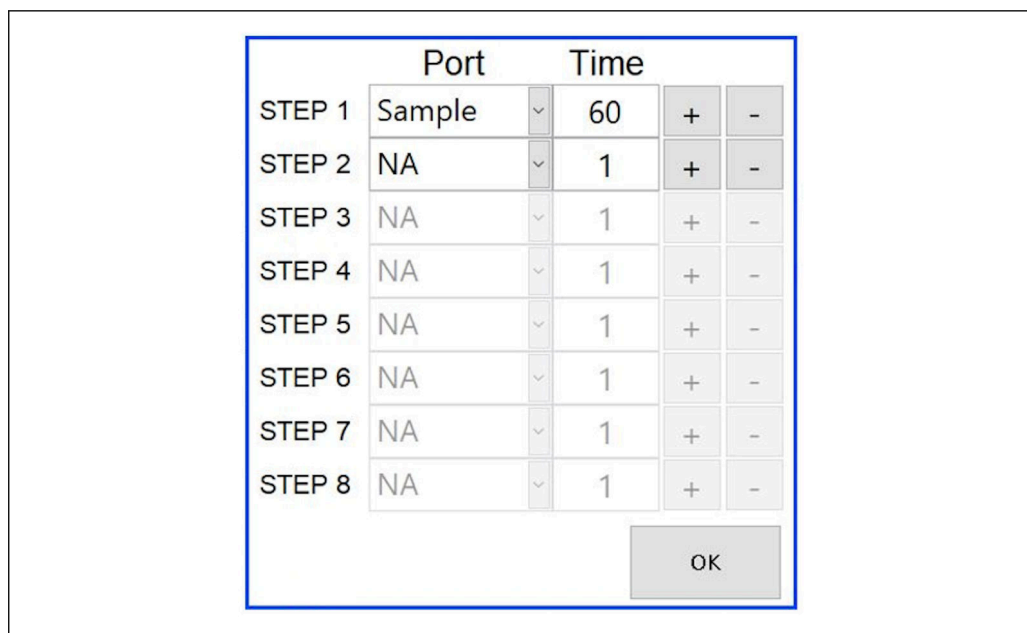 Port Time
STEP 1 Sample 60 + -
STEP 2 NA 1 + -
STEP 3 NA 1 + -
STEP 4 NA 1 + -
STEP 5 NA 1 + -
STEP 6 NA 1 + -
STEP 7 NA 1 + -
STEP 8 NA 1 + -
OK